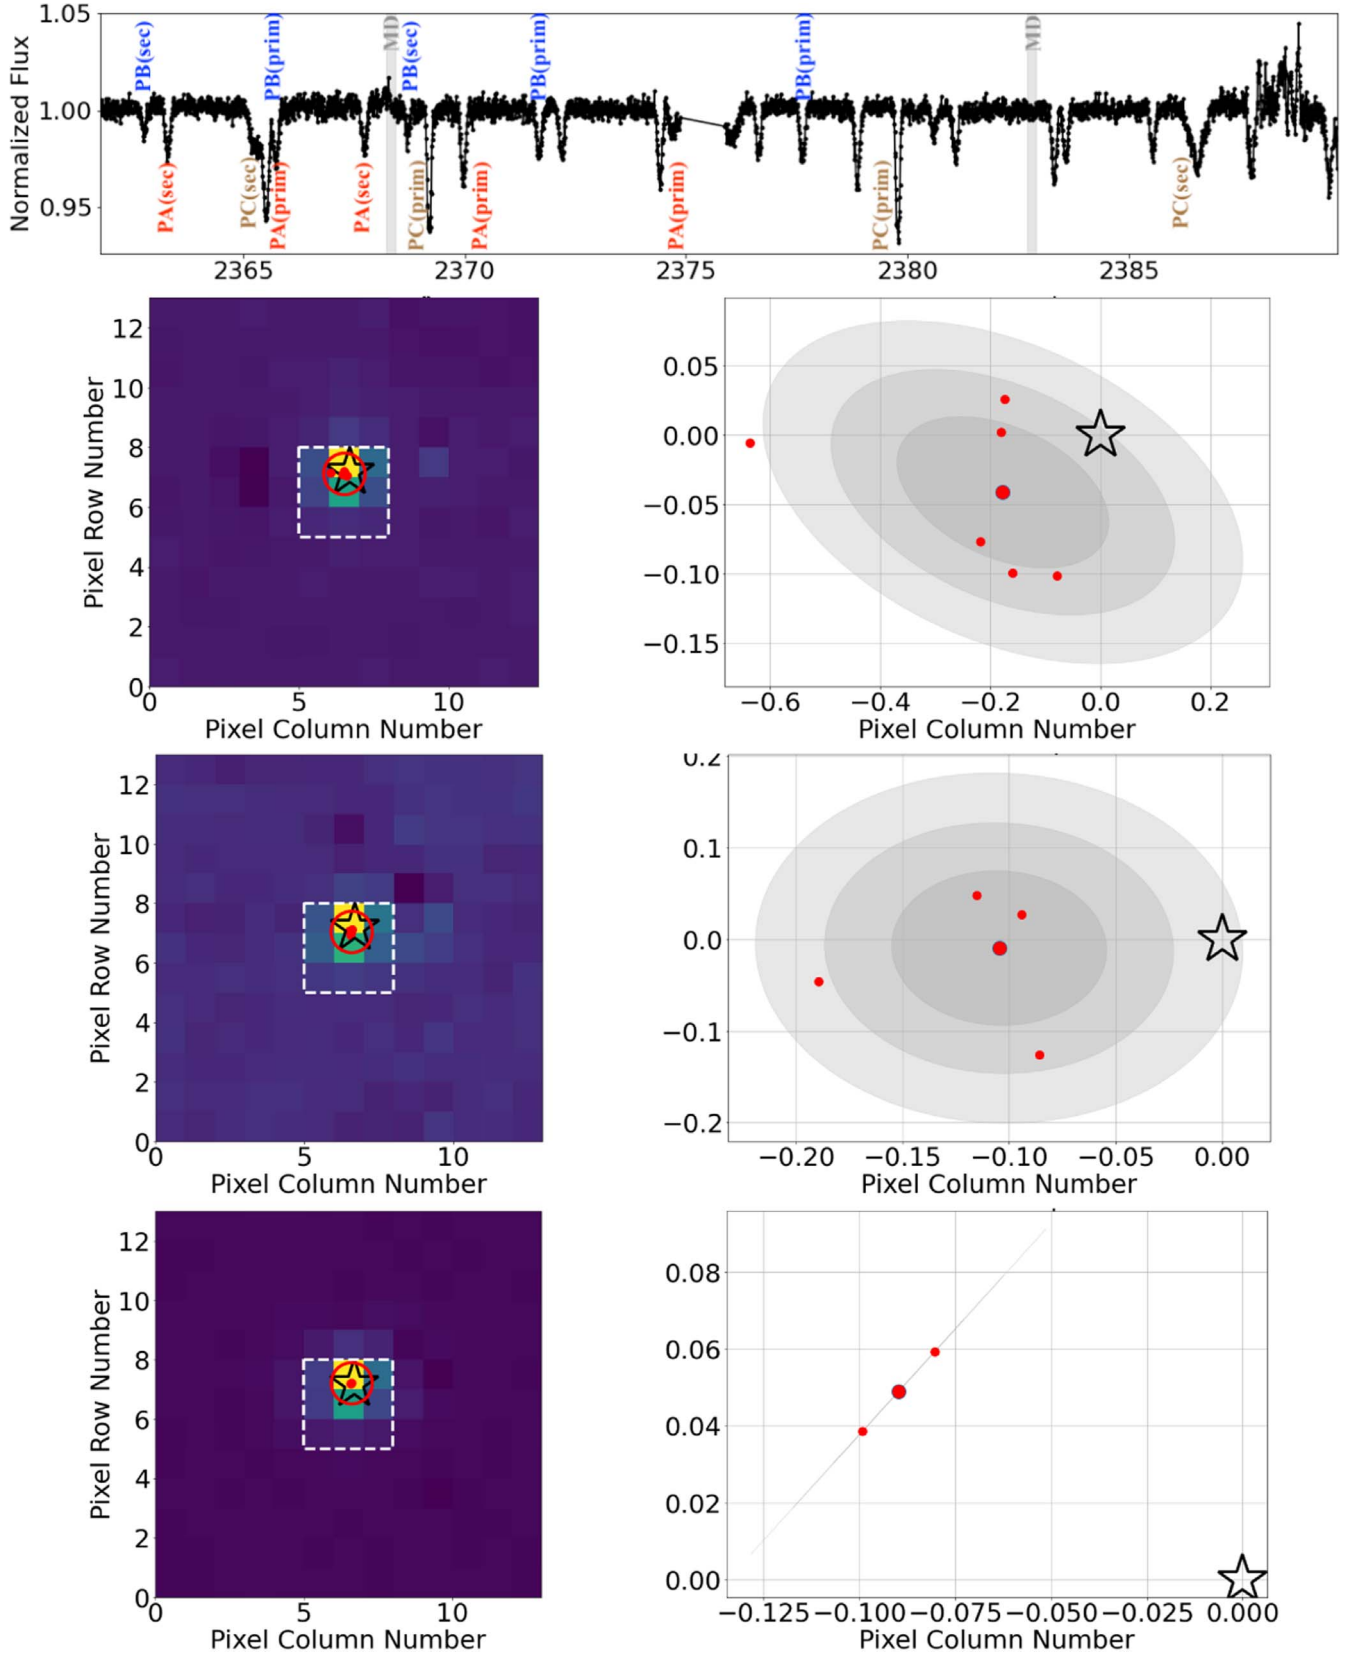 1.05
1.00
0.95
Normalized Flux
PB(sec)
PB(prim)
MD
PB(sec)
PB(prim)
PB(prim)
MD
PA(sec)
PC(sec)
PA(prim)
PA(sec)
PC(prim)
PA(prim)
PA(prim)
PC(prim)
PC(sec)
2365 2370 2375 2380 2385
12
10
8
6
4
2
0
Pixel Row Number
0 5 10
Pixel Column Number
0.05
0.00
−0.05
−0.10
−0.15
−0.6 −0.4 −0.2 0.0 0.2
Pixel Column Number
12
10
8
6
4
2
0
Pixel Row Number
0 5 10
Pixel Column Number
0.2
0.1
0.0
−0.1
−0.2
−0.20 −0.15 −0.10 −0.05 0.00
Pixel Column Number
12
10
8
6
4
2
0
Pixel Row Number
0 5 10
Pixel Column Number
0.08
0.06
0.04
0.02
0.00
−0.125 −0.100 −0.075 −0.050 −0.025 0.000
Pixel Column Number